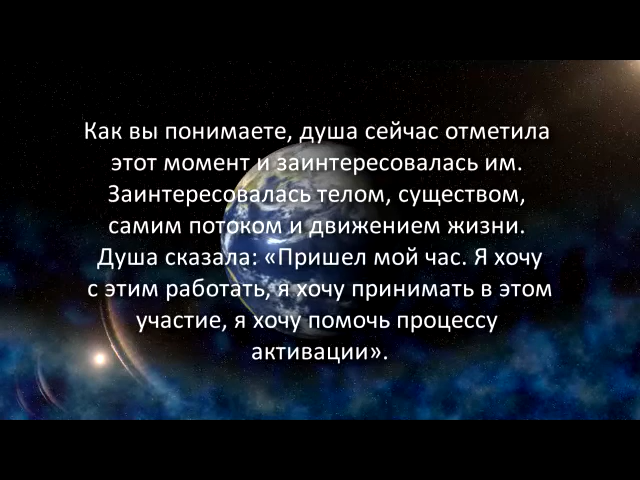 Как вы понимаете, душа сейчас отметила
этот момент и заинтересовалась им.
Заинтересовалась телом, существом,
самим потоком и движением жизни.
Душа сказала: «Пришел мой час. Я хочу
с этим работать, я хочу принимать в этом
участие, я хочу помочь процессу
активации».